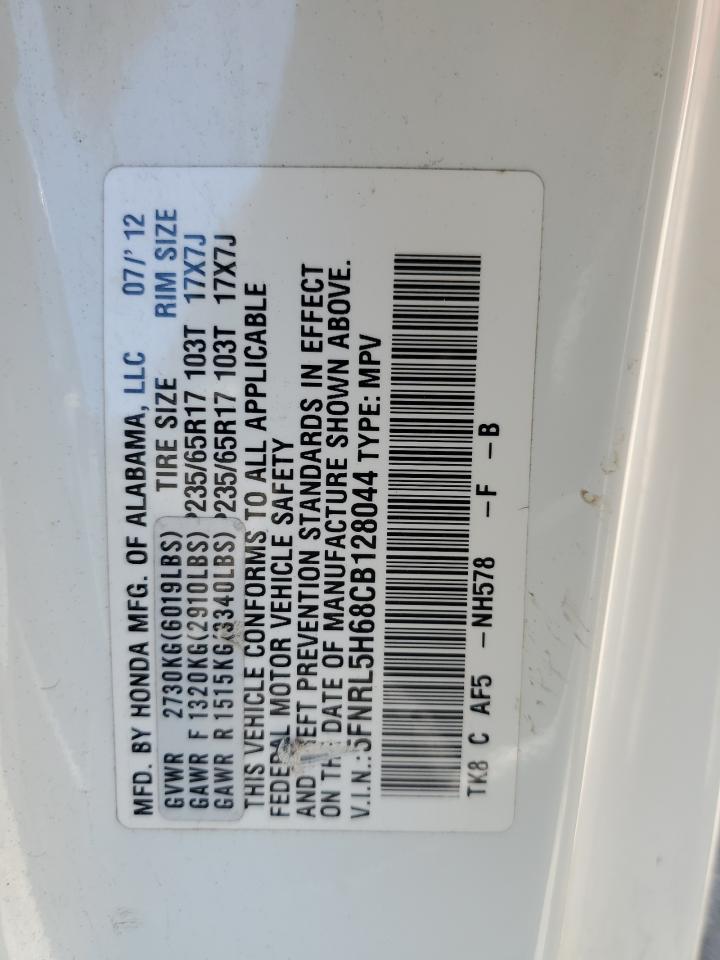 MFD. BY HONDA MFG. OF ALABAMA, LLC 07/'12
GVWR 2730KG(6019LBS) TIRE SIZE RIM SIZE
GAWR F 1320KG(2910LBS) P235/65R17 103T 17X7J
GAWR R 1515KG(3340LBS) P235/65R17 103T 17X7J
THIS VEHICLE CONFORMS TO ALL APPLICABLE
FEDERAL MOTOR VEHICLE SAFETY
AND THEFT PREVENTION STANDARDS IN EFFECT
ON THE DATE OF MANUFACTURE SHOWN ABOVE.
V.I.N.: 5FNRL5H68CB128044 TYPE: MPV
TK8 C AF5 -NH578 -F -B